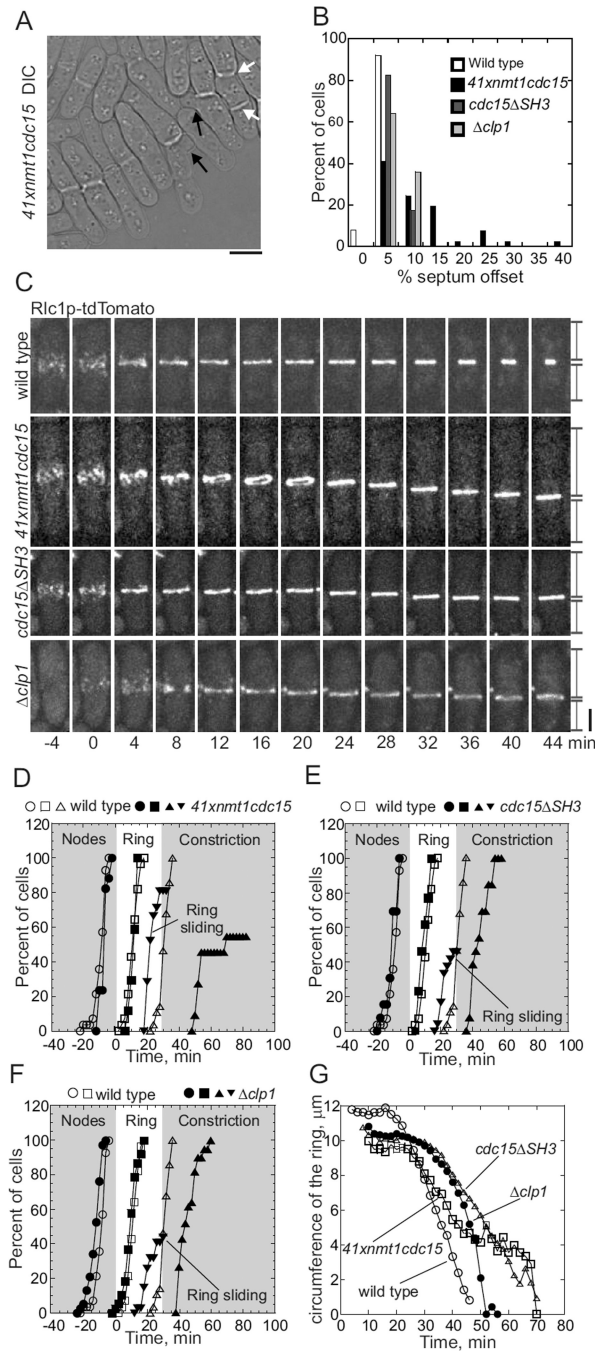 A
41xnmt1cdc15 DIC
B
Percent of cells
100
80
60
40
20
0
Wild type
41xnmt1cdc15
cdc15ΔSH3
Δclp1
0 5 10 15 20 25 30 35 40
% septum offset
C
Rlc1p-tdTomato
wild type
41xnmt1cdc15
cdc15ΔSH3
Δclp1
-4 0 4 8 12 16 20 24 28 32 36 40 44 min
D
wild type 41xnmt1cdc15
Percent of cells
120
100
80
60
40
20
0
Nodes Ring Constriction
Ring
sliding
-40 -20 0 20 40 60 80 100
Time, min
E
wild type cdc15ΔSH3
Percent of cells
120
100
80
60
40
20
0
Nodes Ring Constriction
Ring sliding
-40 -20 0 20 40 60 80 100
Time, min
F
wild type Δclp1
Percent of cells
120
100
80
60
40
20
0
Nodes Ring Constriction
Ring sliding
-40 -20 0 20 40 60 80 100
Time, min
G
circumference of the ring, µm
12
10
8
6
4
2
0
cdc15ΔSH3
Δclp1
41xnmt1cdc15
wild type
0 10 20 30 40 50 60 70 80
Time, min